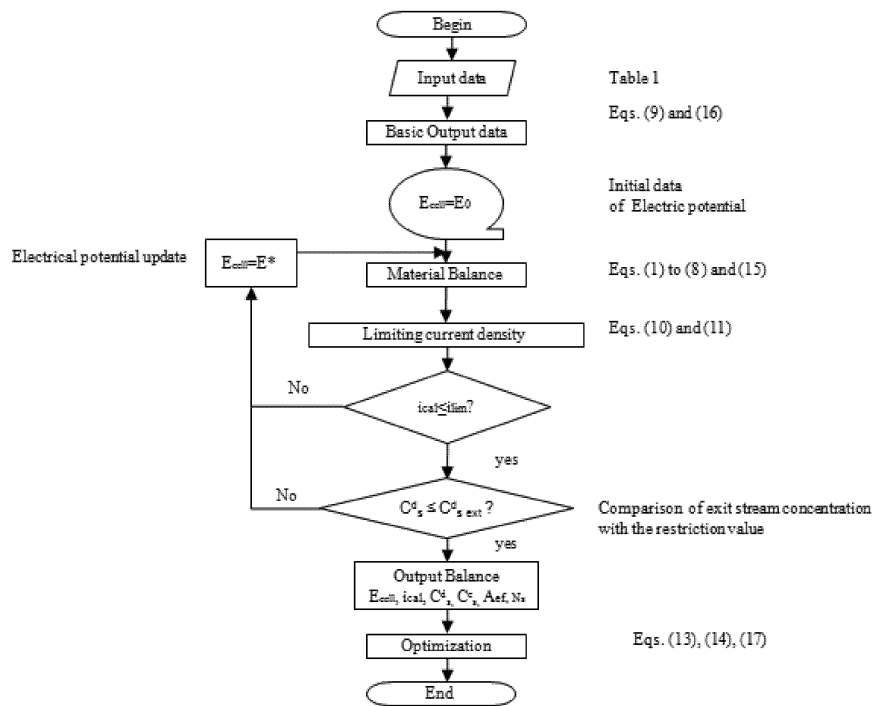 Begin
Input data
Table 1
Eqs. (9) and (16)
Basic Output data
Ecell=E0
Initial data
of Electric potential
Electrical potential update
Ecell=E*
Material Balance
Eqs. (1) to (8) and (15)
Limiting current density
Eqs. (10) and (11)
No
ical≤ilim?
yes
No
Cds ≤ Cds ext ?
Comparison of exit stream concentration
with the restriction value
yes
Output Balance
Ecell, ical, Cds, Ccs, Aef, Ns
Optimization
Eqs. (13), (14), (17)
End